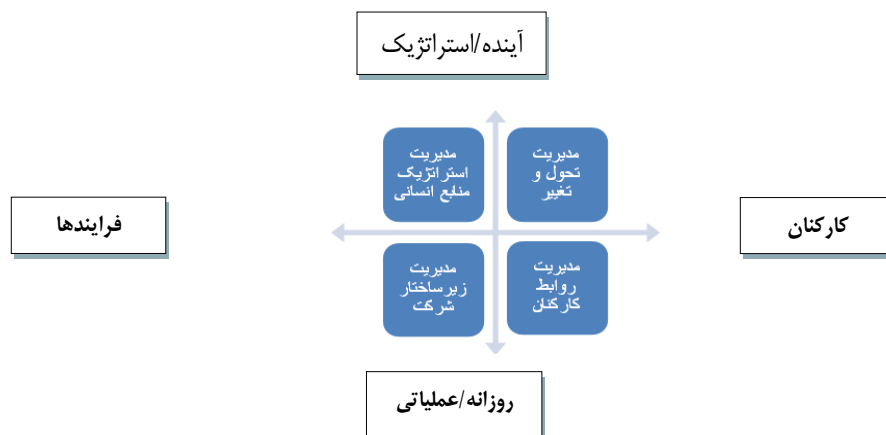 آینده/استراتژیک
مدیریت
تحول و
تغییر
مدیریت
استراتژیک
منابع انسانی
کارکنان
فرایندها
مدیریت
روابط
کارکنان
مدیریت
زیرساختار
شرکت
روزانه/عملیاتی